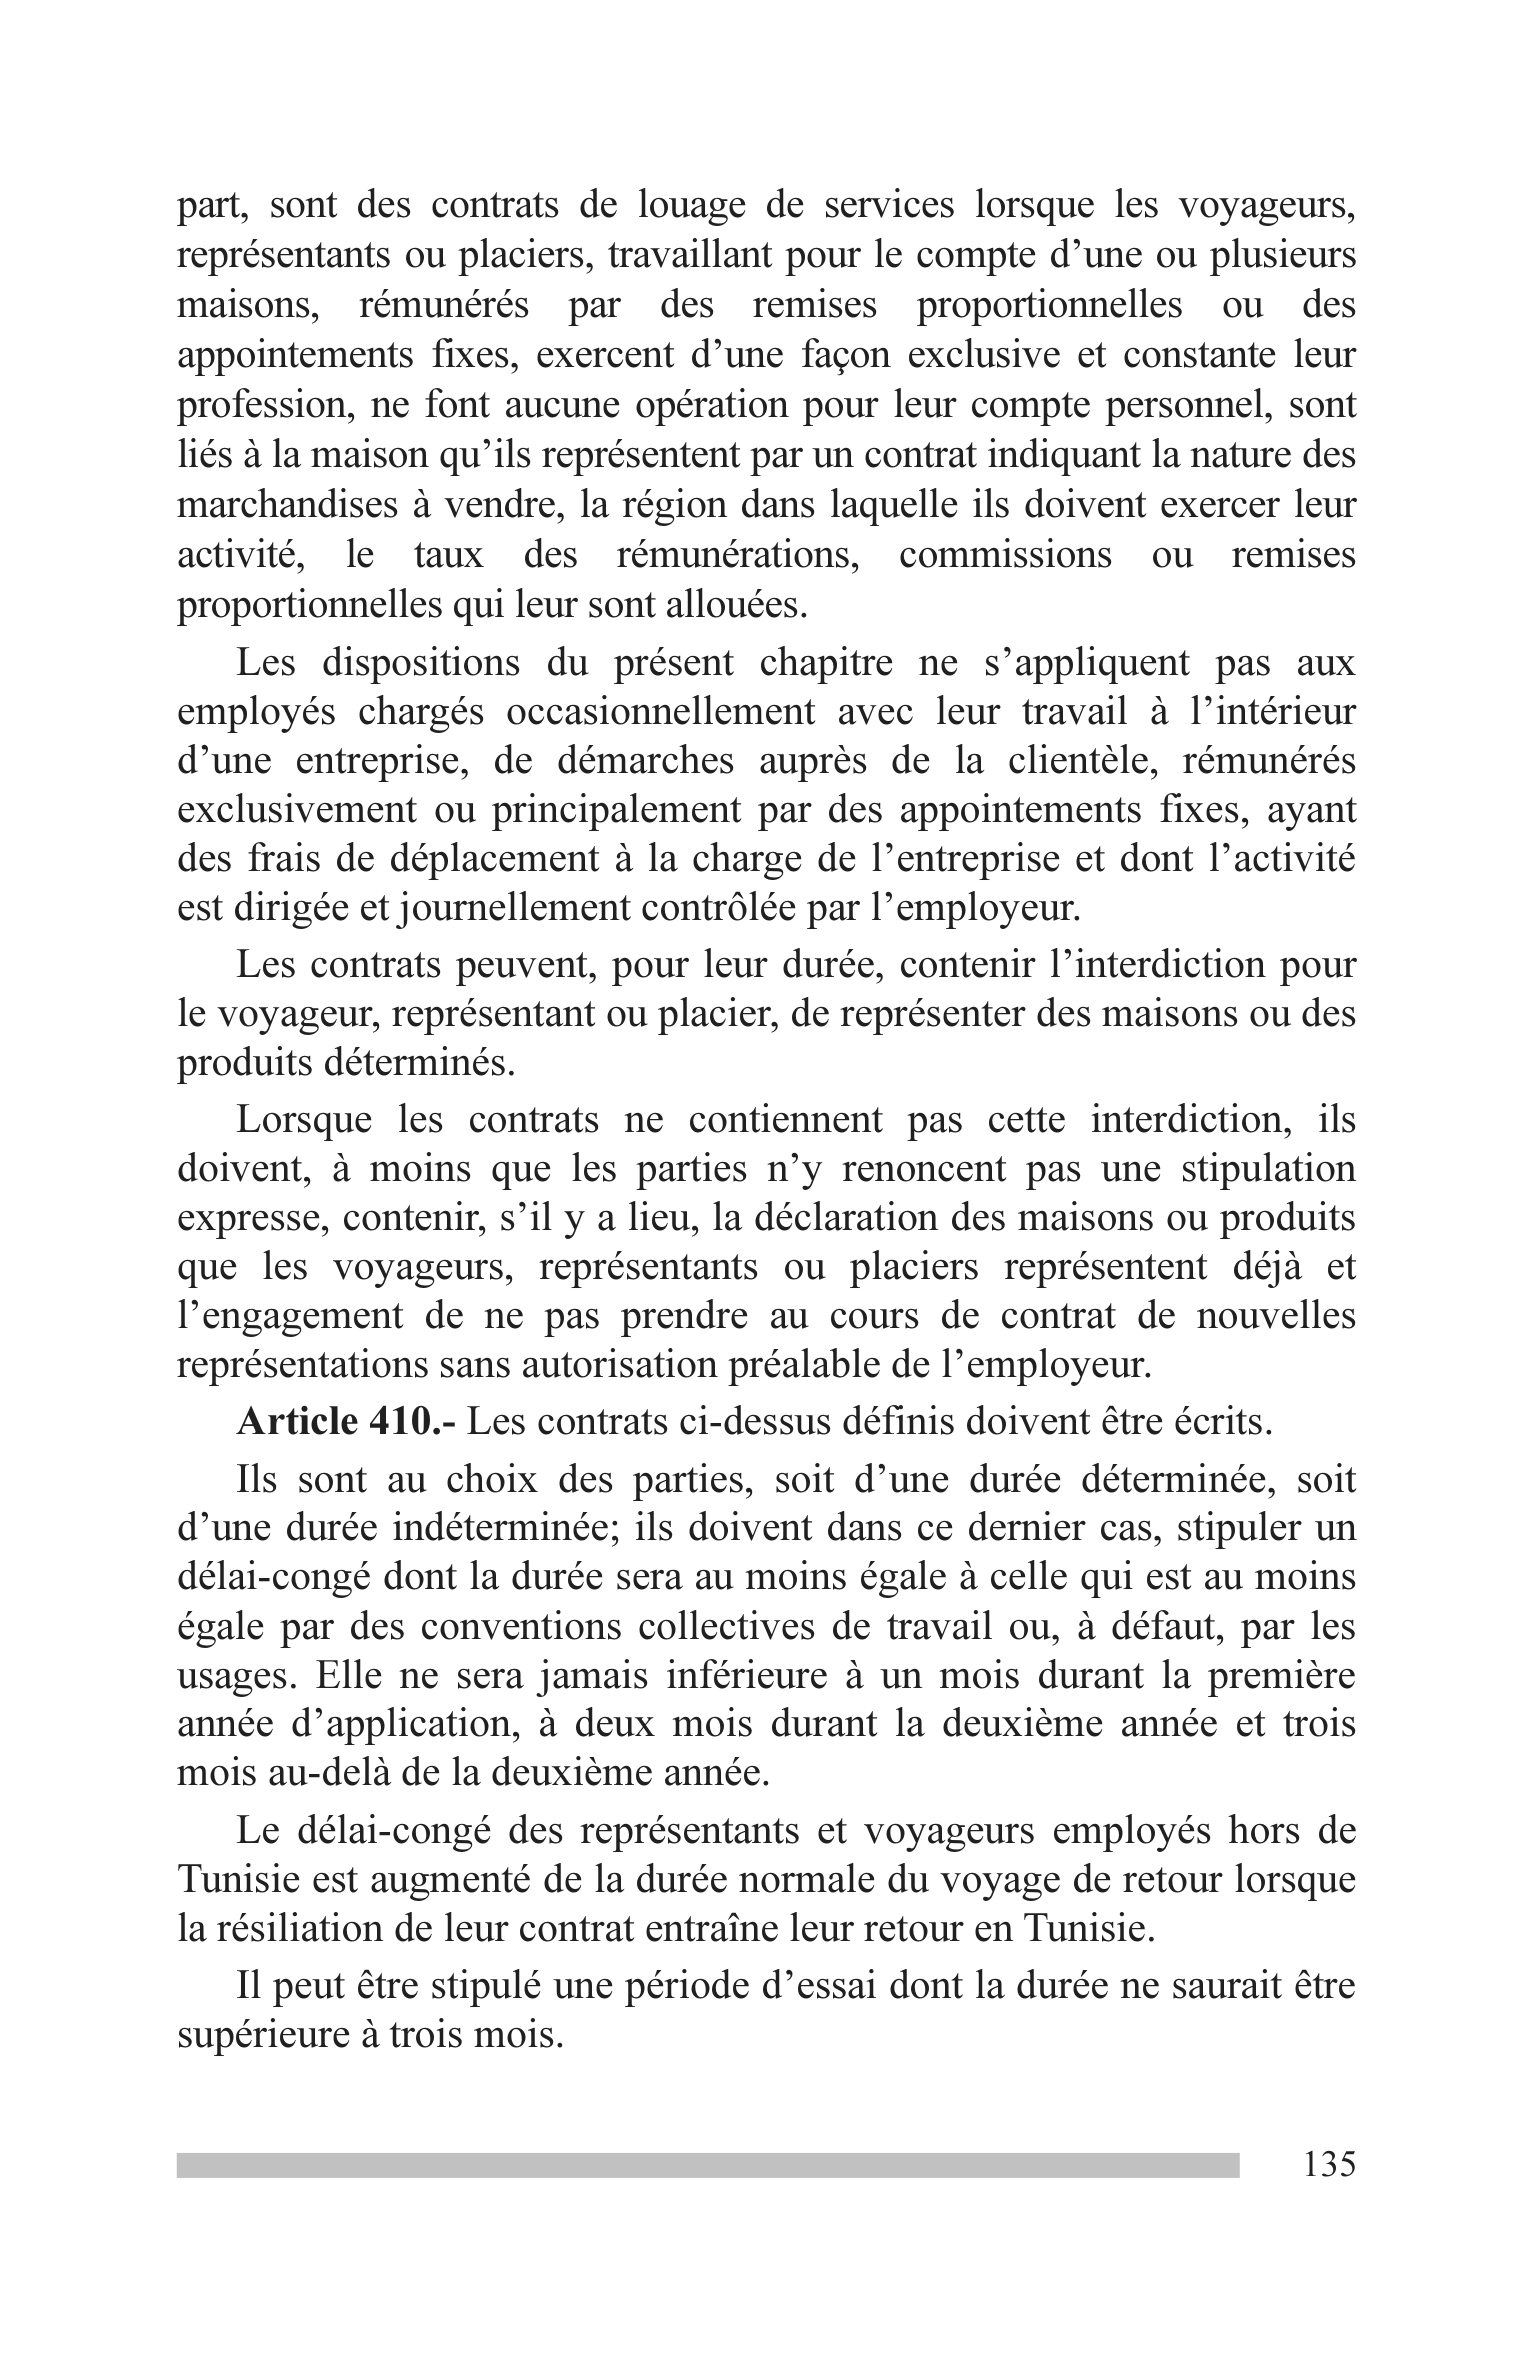 part, sont des contrats de louage de services lorsque les voyageurs,
représentants ou placiers, travaillant pour le compte d’une ou plusieurs
maisons, rémunérés par des remises proportionnelles ou des
appointements fixes, exercent d’une façon exclusive et constante leur
profession, ne font aucune opération pour leur compte personnel, sont
liés à la maison qu’ils représentent par un contrat indiquant la nature des
marchandises à vendre, la région dans laquelle ils doivent exercer leur
activité, le taux des rémunérations, commissions ou remises
proportionnelles qui leur sont allouées.
Les dispositions du présent chapitre ne s’appliquent pas aux
employés chargés occasionnellement avec leur travail à l’intérieur
d’une entreprise, de démarches auprès de la clientèle, rémunérés
exclusivement ou principalement par des appointements fixes, ayant
des frais de déplacement à la charge de l’entreprise et dont l’activité
est dirigée et journellement contrôlée par l’employeur.
Les contrats peuvent, pour leur durée, contenir l’interdiction pour
le voyageur, représentant ou placier, de représenter des maisons ou des
produits déterminés.
Lorsque les contrats ne contiennent pas cette interdiction, ils
doivent, à moins que les parties n’y renoncent pas une stipulation
expresse, contenir, s’il y a lieu, la déclaration des maisons ou produits
que les voyageurs, représentants ou placiers représentent déjà et
l’engagement de ne pas prendre au cours de contrat de nouvelles
représentations sans autorisation préalable de l’employeur.
Article 410.- Les contrats ci-dessus définis doivent être écrits.
Ils sont au choix des parties, soit d’une durée déterminée, soit
d’une durée indéterminée; ils doivent dans ce dernier cas, stipuler un
délai-congé dont la durée sera au moins égale à celle qui est au moins
égale par des conventions collectives de travail ou, à défaut, par les
usages. Elle ne sera jamais inférieure à un mois durant la première
année d’application, à deux mois durant la deuxième année et trois
mois au-delà de la deuxième année.
Le délai-congé des représentants et voyageurs employés hors de
Tunisie est augmenté de la durée normale du voyage de retour lorsque
la résiliation de leur contrat entraîne leur retour en Tunisie.
Il peut être stipulé une période d’essai dont la durée ne saurait être
supérieure à trois mois.
135